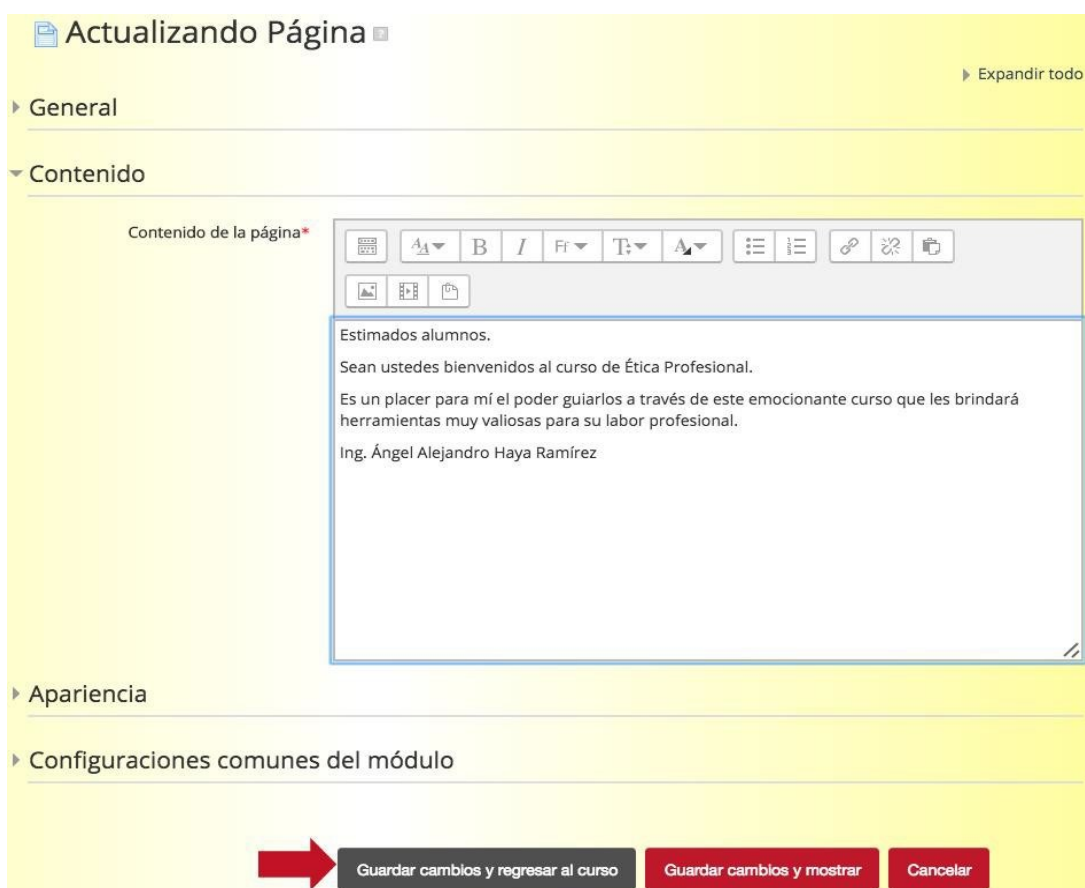 Actualizando Página
Expandir todo
General
Contenido
Contenido de la página*
Estimados alumnos.
Sean ustedes bienvenidos al curso de Ética Profesional.
Es un placer para mí el poder guiarlos a través de este emocionante curso que les brindará
herramientas muy valiosas para su labor profesional.
Ing. Ángel Alejandro Haya Ramírez
Apariencia
Configuraciones comunes del módulo
Guardar cambios y regresar al curso
Guardar cambios y mostrar
Cancelar